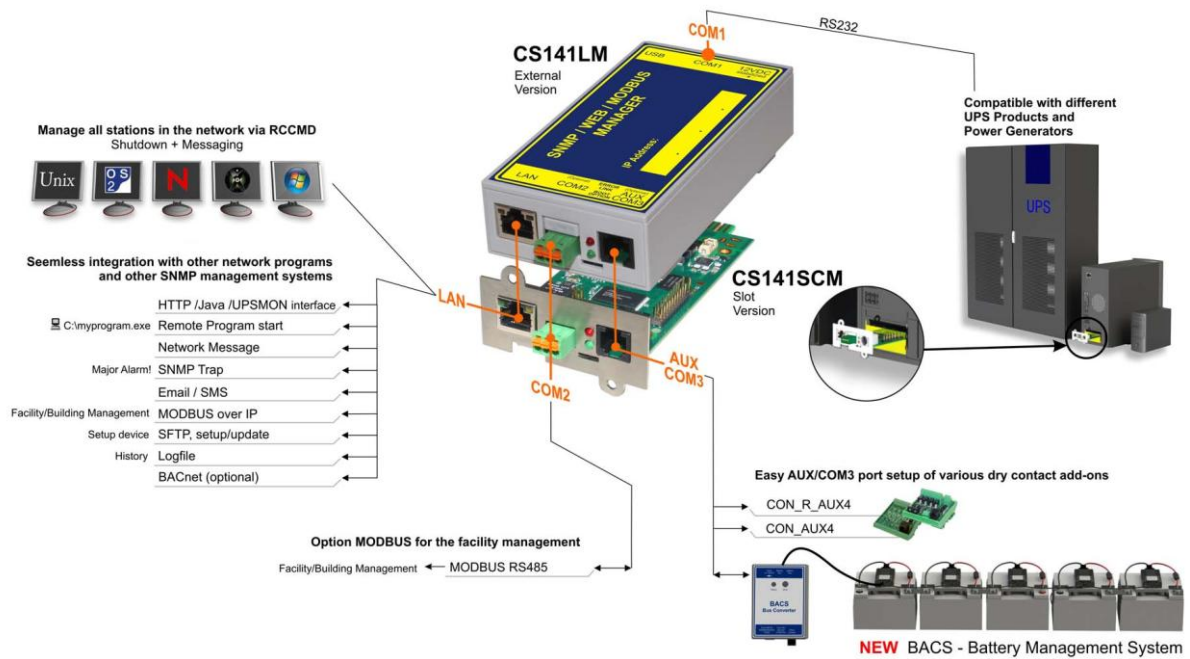 RS232
COM1
CS141LM
External
Version
USB
COM1
12VDC
SNMP / WEB / MODBUS
MANAGER
IP Address:
LAN
COM2
ERROR
LINK
AUX
COM3
Compatible with different
UPS Products and
Power Generators
UPS
Manage all stations in the network via RCCMD
Shutdown + Messaging
Unix
OS
2
N
Seemless integration with other network programs
and other SNMP management systems
HTTP /Java /UPSMON interface
C:\myprogram.exe Remote Program start
Network Message
Major Alarm! SNMP Trap
Email / SMS
Facility/Building Management MODBUS over IP
Setup device SFTP, setup/update
History Logfile
BACnet (optional)
LAN
CS141SCM
Slot
Version
AUX
COM3
COM2
Option MODBUS for the facility management
Facility/Building Management MODBUS RS485
Easy AUX/COM3 port setup of various dry contact add-ons
CON_R_AUX4
CON_AUX4
BACS
Bus Converter
NEW BACS - Battery Management System